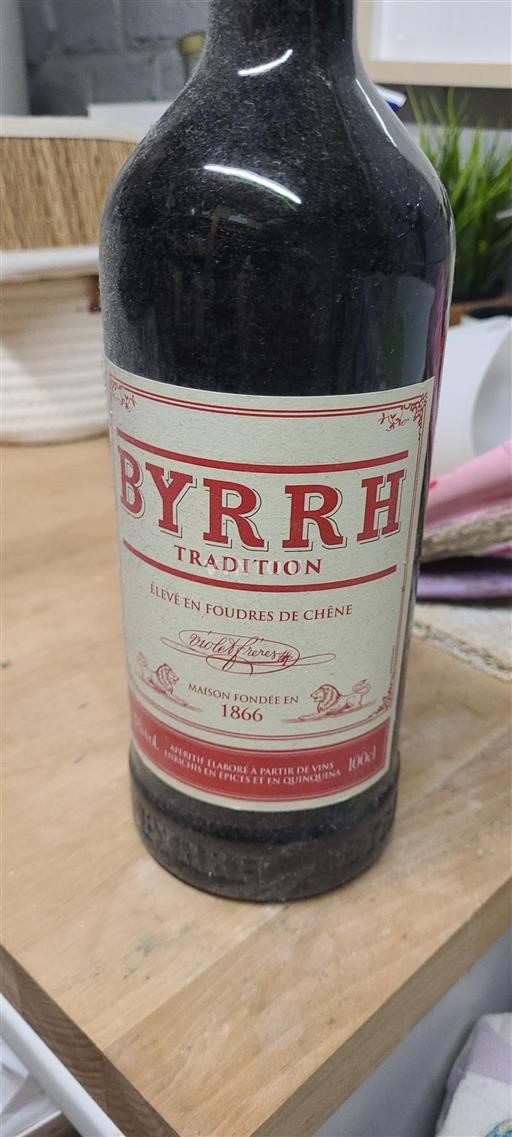 BYRRH
TRADITION
ÉLEVÉ EN FOUDRES DE CHÊNE
Violet frères
MAISON FONDÉE EN
1866
APÉRITIF ÉLABORÉ À PARTIR DE VINS
ENRICHIS EN ÉPICES ET EN QUINQUINA
100cl
BYRRH